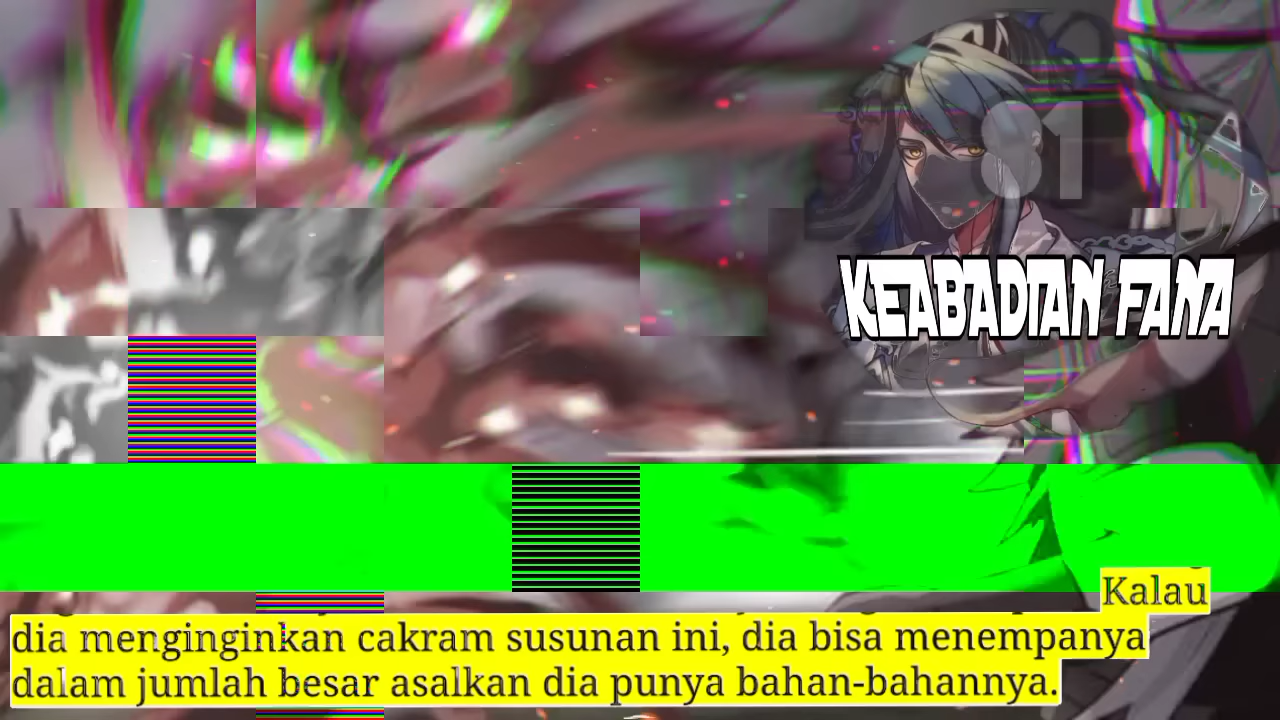 81
KEABADIAN FANA
Kalau
dia menginginkan cakram susunan ini, dia bisa menempanya
dalam jumlah besar asalkan dia punya bahan-bahannya.